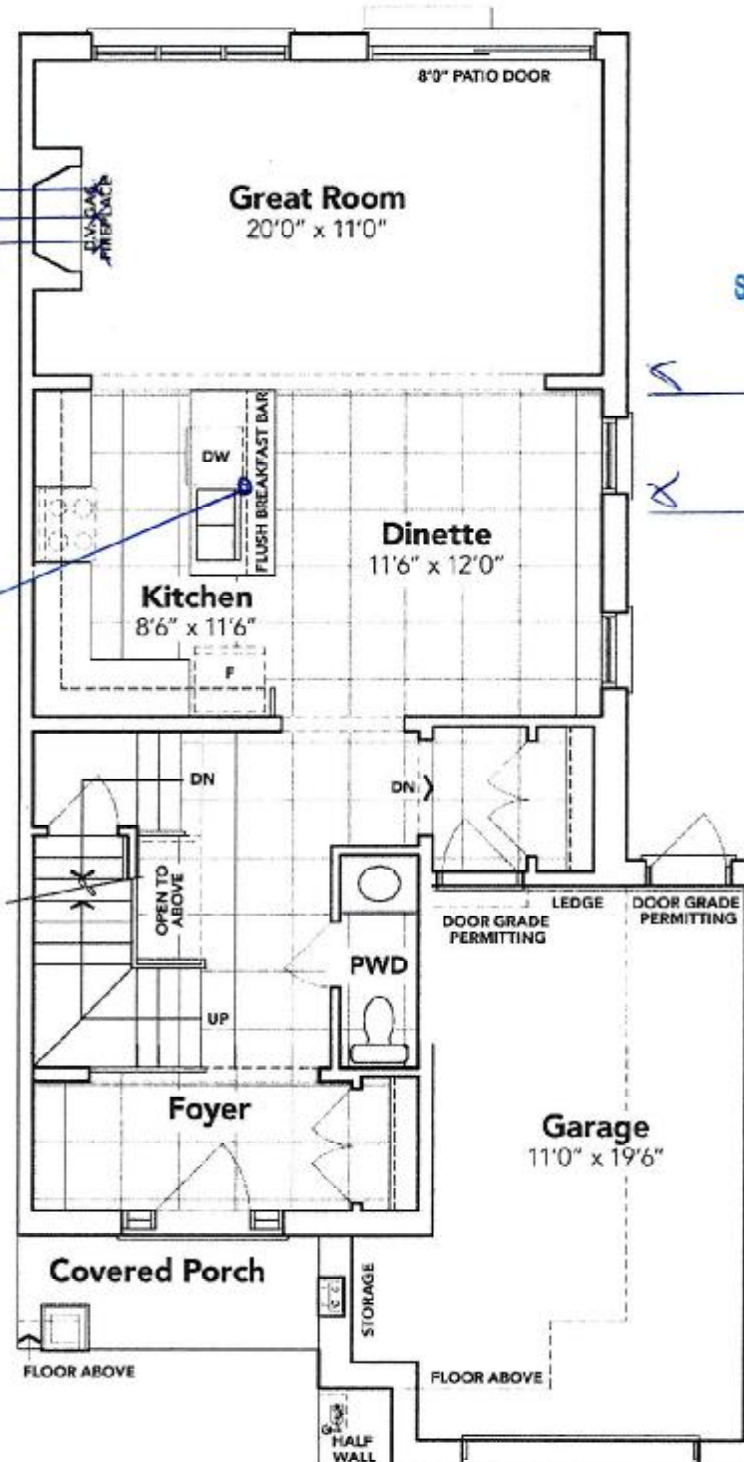 8'0" PATIO DOOR
Great Room
20'0" x 11'0"
D.V. GAS
FIREPLACE
S
DW
FLUSH BREAKFAST BAR
Dinette
11'6" x 12'0"
Kitchen
8'6" x 11'6"
F
DN
DN
OPEN TO
ABOVE
LEDGE
DOOR GRADE
PERMITTING
DOOR GRADE
PERMITTING
PWD
UP
Foyer
Garage
11'0" x 19'6"
Covered Porch
STORAGE
FLOOR ABOVE
FLOOR ABOVE
HALF
WALL